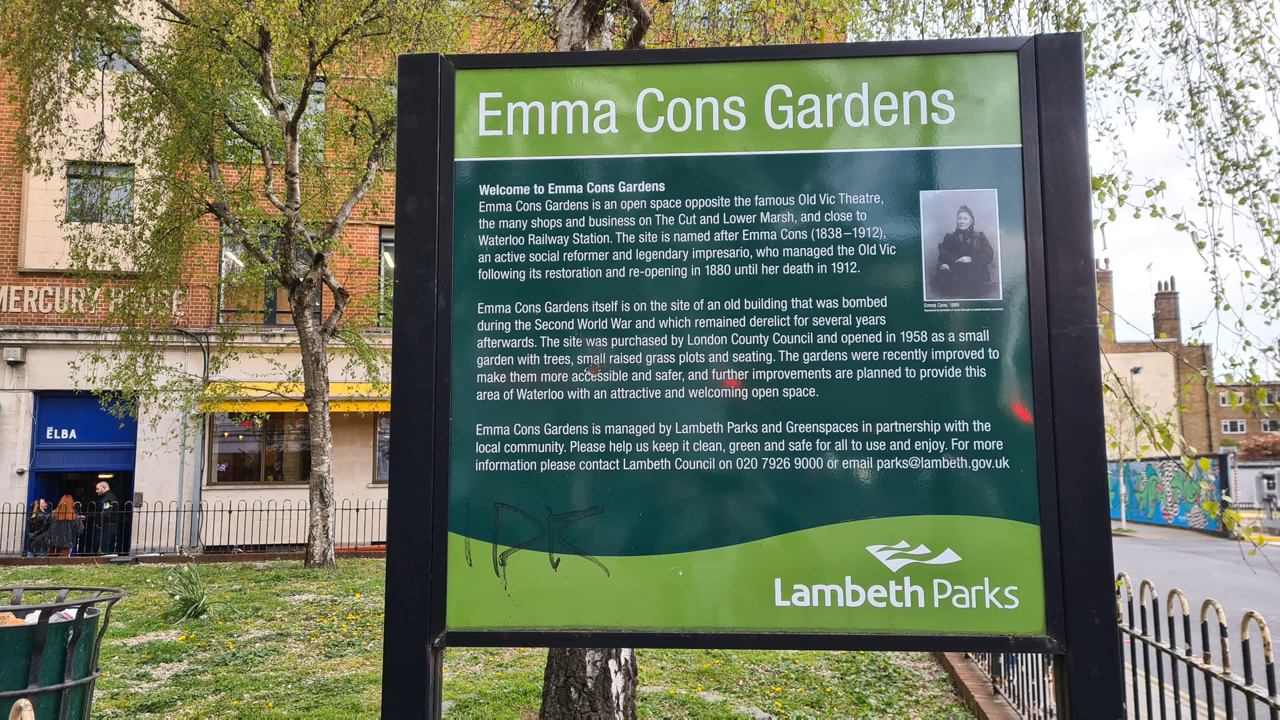 Emma Cons Gardens
Welcome to Emma Cons Gardens
Emma Cons Gardens is an open space opposite the famous Old Vic Theatre,
the many shops and business on The Cut and Lower Marsh, and close to
Waterloo Railway Station. The site is named after Emma Cons (1838–1912),
an active social reformer and legendary impresario, who managed the Old Vic
following its restoration and re-opening in 1880 until her death in 1912.
Emma Cons, 1895
Emma Cons Gardens itself is on the site of an old building that was bombed
during the Second World War and which remained derelict for several years
afterwards. The site was purchased by London County Council and opened in 1958 as a small
garden with trees, small raised grass plots and seating. The gardens were recently improved to
make them more accessible and safer, and further improvements are planned to provide this
area of Waterloo with an attractive and welcoming open space.
Emma Cons Gardens is managed by Lambeth Parks and Greenspaces in partnership with the
local community. Please help us keep it clean, green and safe for all to use and enjoy. For more
information please contact Lambeth Council on 020 7926 9000 or email parks@lambeth.gov.uk
Lambeth Parks
MERCURY HOUSE
ËLBA